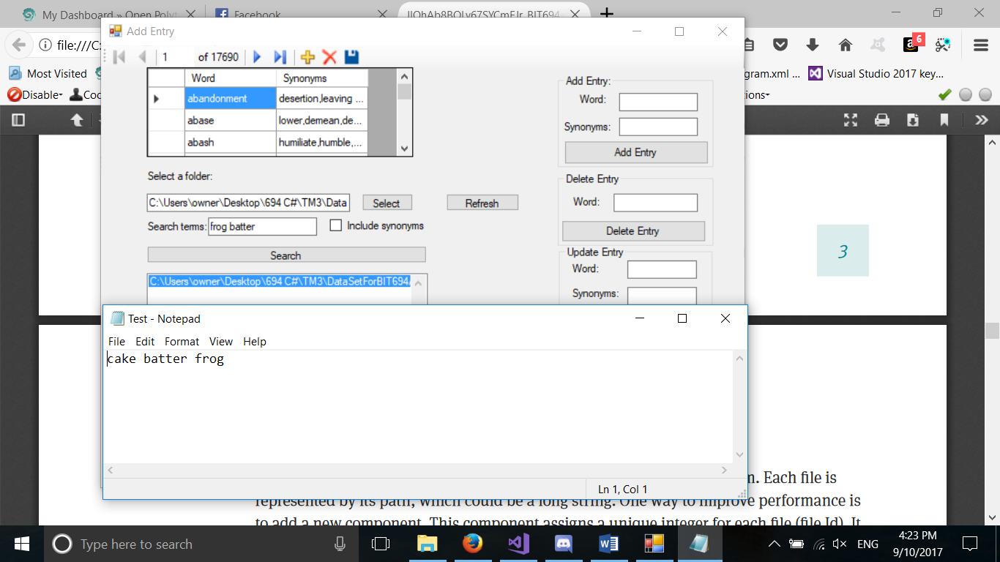 My Dashboard » Open Poly
Facebook
Add Entry
file:///C:
6
1 of 17690
Most Visited
gram.xml ...
Visual Studio 2017 key...
Disable
Coo
ions
Word Synonyms
abandonment desertion,leaving ...
abase lower,demean,de...
abash humiliate,humble,...
Add Entry:
Word:
Synonyms:
Add Entry
Select a folder:
C:\Users\owner\Desktop\694 C#\TM3\Data
Select
Refresh
Search terms: frog batter
Include synonyms
Search
C:\Users\owner\Desktop\694 C#\TM3\DataSetForBIT694
Delete Entry
Word:
Delete Entry
Update Entry
Word:
Synonyms:
3
Test - Notepad
File Edit Format View Help
cake batter frog
Ln 1, Col 1
m. Each file is
represented by its path, which could be a long string. One way to improve performance is
to add a new component. This component assigns a unique integer for each file (file Id). It
Type here to search
ENG
4:23 PM
9/10/2017